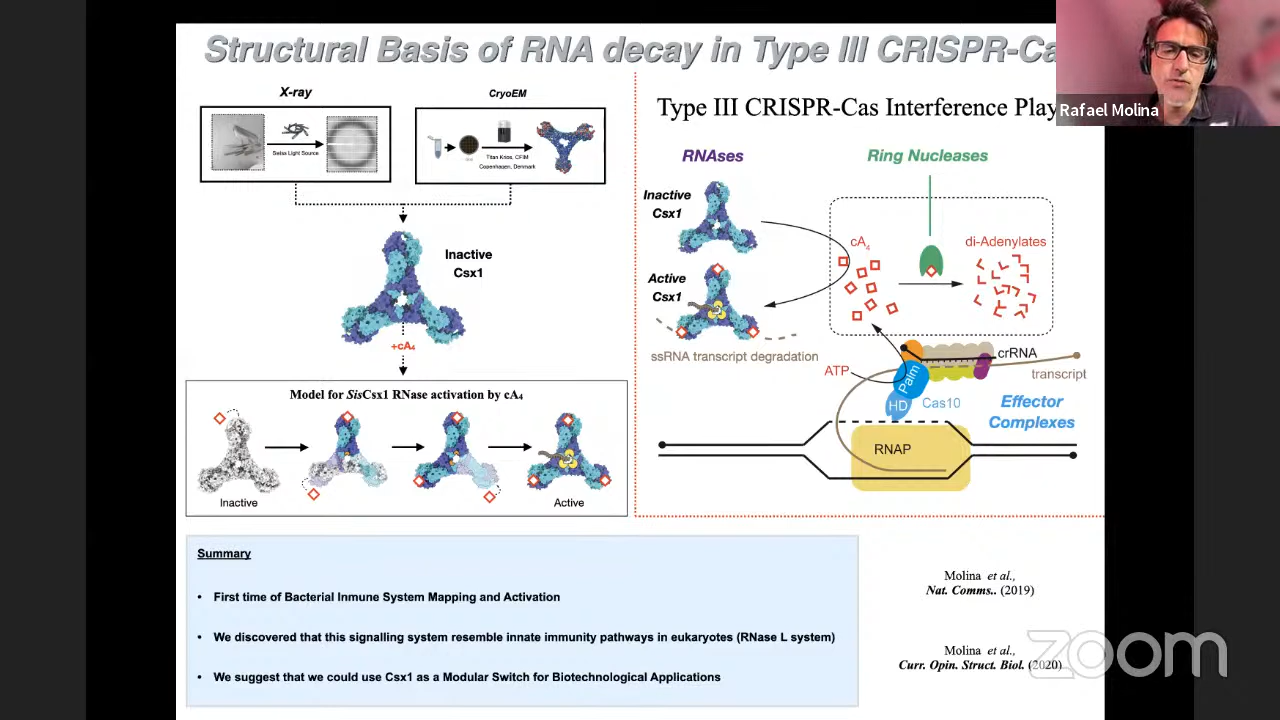 Structural Basis of RNA decay in Type III CRISPR-Ca
Rafael Molina
X-ray
Swiss Light Source
CryoEM
Titan Krios, CFIM
Copenhagen, Denmark
Inactive
Csx1
+cA₄
Model for SisCsx1 RNase activation by cA₄
Inactive
Active
Type III CRISPR-Cas Interference Play
RNAses
Ring Nucleases
Inactive
Csx1
Active
Csx1
cA₄
di-Adenylates
ssRNA transcript degradation
ATP
crRNA
transcript
Palm
HD
Cas10
Effector
Complexes
RNAP
Summary
• First time of Bacterial Inmune System Mapping and Activation
• We discovered that this signalling system resemble innate immunity pathways in eukaryotes (RNase L system)
• We suggest that we could use Csx1 as a Modular Switch for Biotechnological Applications
Molina et al.,
Nat. Comms.. (2019)
Molina et al.,
Curr. Opin. Struct. Biol. (2020)
zoom